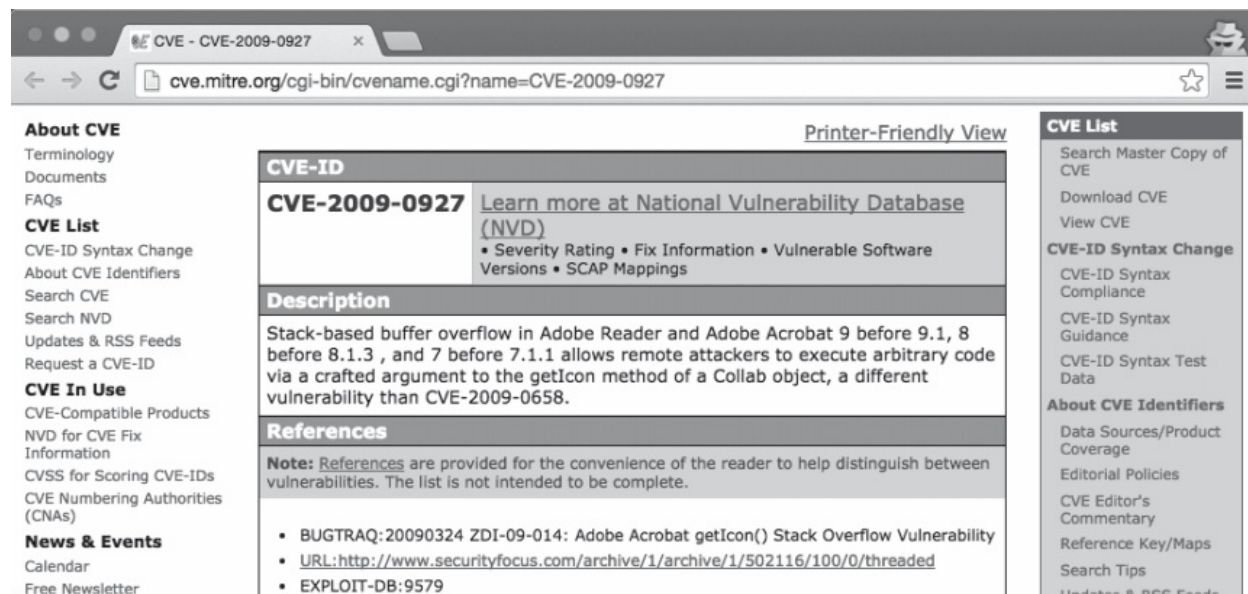 CVE - CVE-2009-0927
cve.mitre.org/cgi-bin/cvename.cgi?name=CVE-2009-0927
About CVE
Terminology
Documents
FAQs
CVE List
CVE-ID Syntax Change
About CVE Identifiers
Search CVE
Search NVD
Updates & RSS Feeds
Request a CVE-ID
CVE In Use
CVE-Compatible Products
NVD for CVE Fix
Information
CVSS for Scoring CVE-IDs
CVE Numbering Authorities
(CNAs)
News & Events
Calendar
Free Newsletter
Printer-Friendly View
CVE-ID
CVE-2009-0927
Learn more at National Vulnerability Database
(NVD)
• Severity Rating • Fix Information • Vulnerable Software
Versions • SCAP Mappings
Description
Stack-based buffer overflow in Adobe Reader and Adobe Acrobat 9 before 9.1, 8
before 8.1.3 , and 7 before 7.1.1 allows remote attackers to execute arbitrary code
via a crafted argument to the getIcon method of a Collab object, a different
vulnerability than CVE-2009-0658.
References
Note: References are provided for the convenience of the reader to help distinguish between
vulnerabilities. The list is not intended to be complete.
• BUGTRAQ:20090324 ZDI-09-014: Adobe Acrobat getIcon() Stack Overflow Vulnerability
• URL:http://www.securityfocus.com/archive/1/archive/1/502116/100/0/threaded
• EXPLOIT-DB:9579
CVE List
Search Master Copy of
CVE
Download CVE
View CVE
CVE-ID Syntax Change
CVE-ID Syntax
Compliance
CVE-ID Syntax
Guidance
CVE-ID Syntax Test
Data
About CVE Identifiers
Data Sources/Product
Coverage
Editorial Policies
CVE Editor's
Commentary
Reference Key/Maps
Search Tips
Updates & RSS Feeds